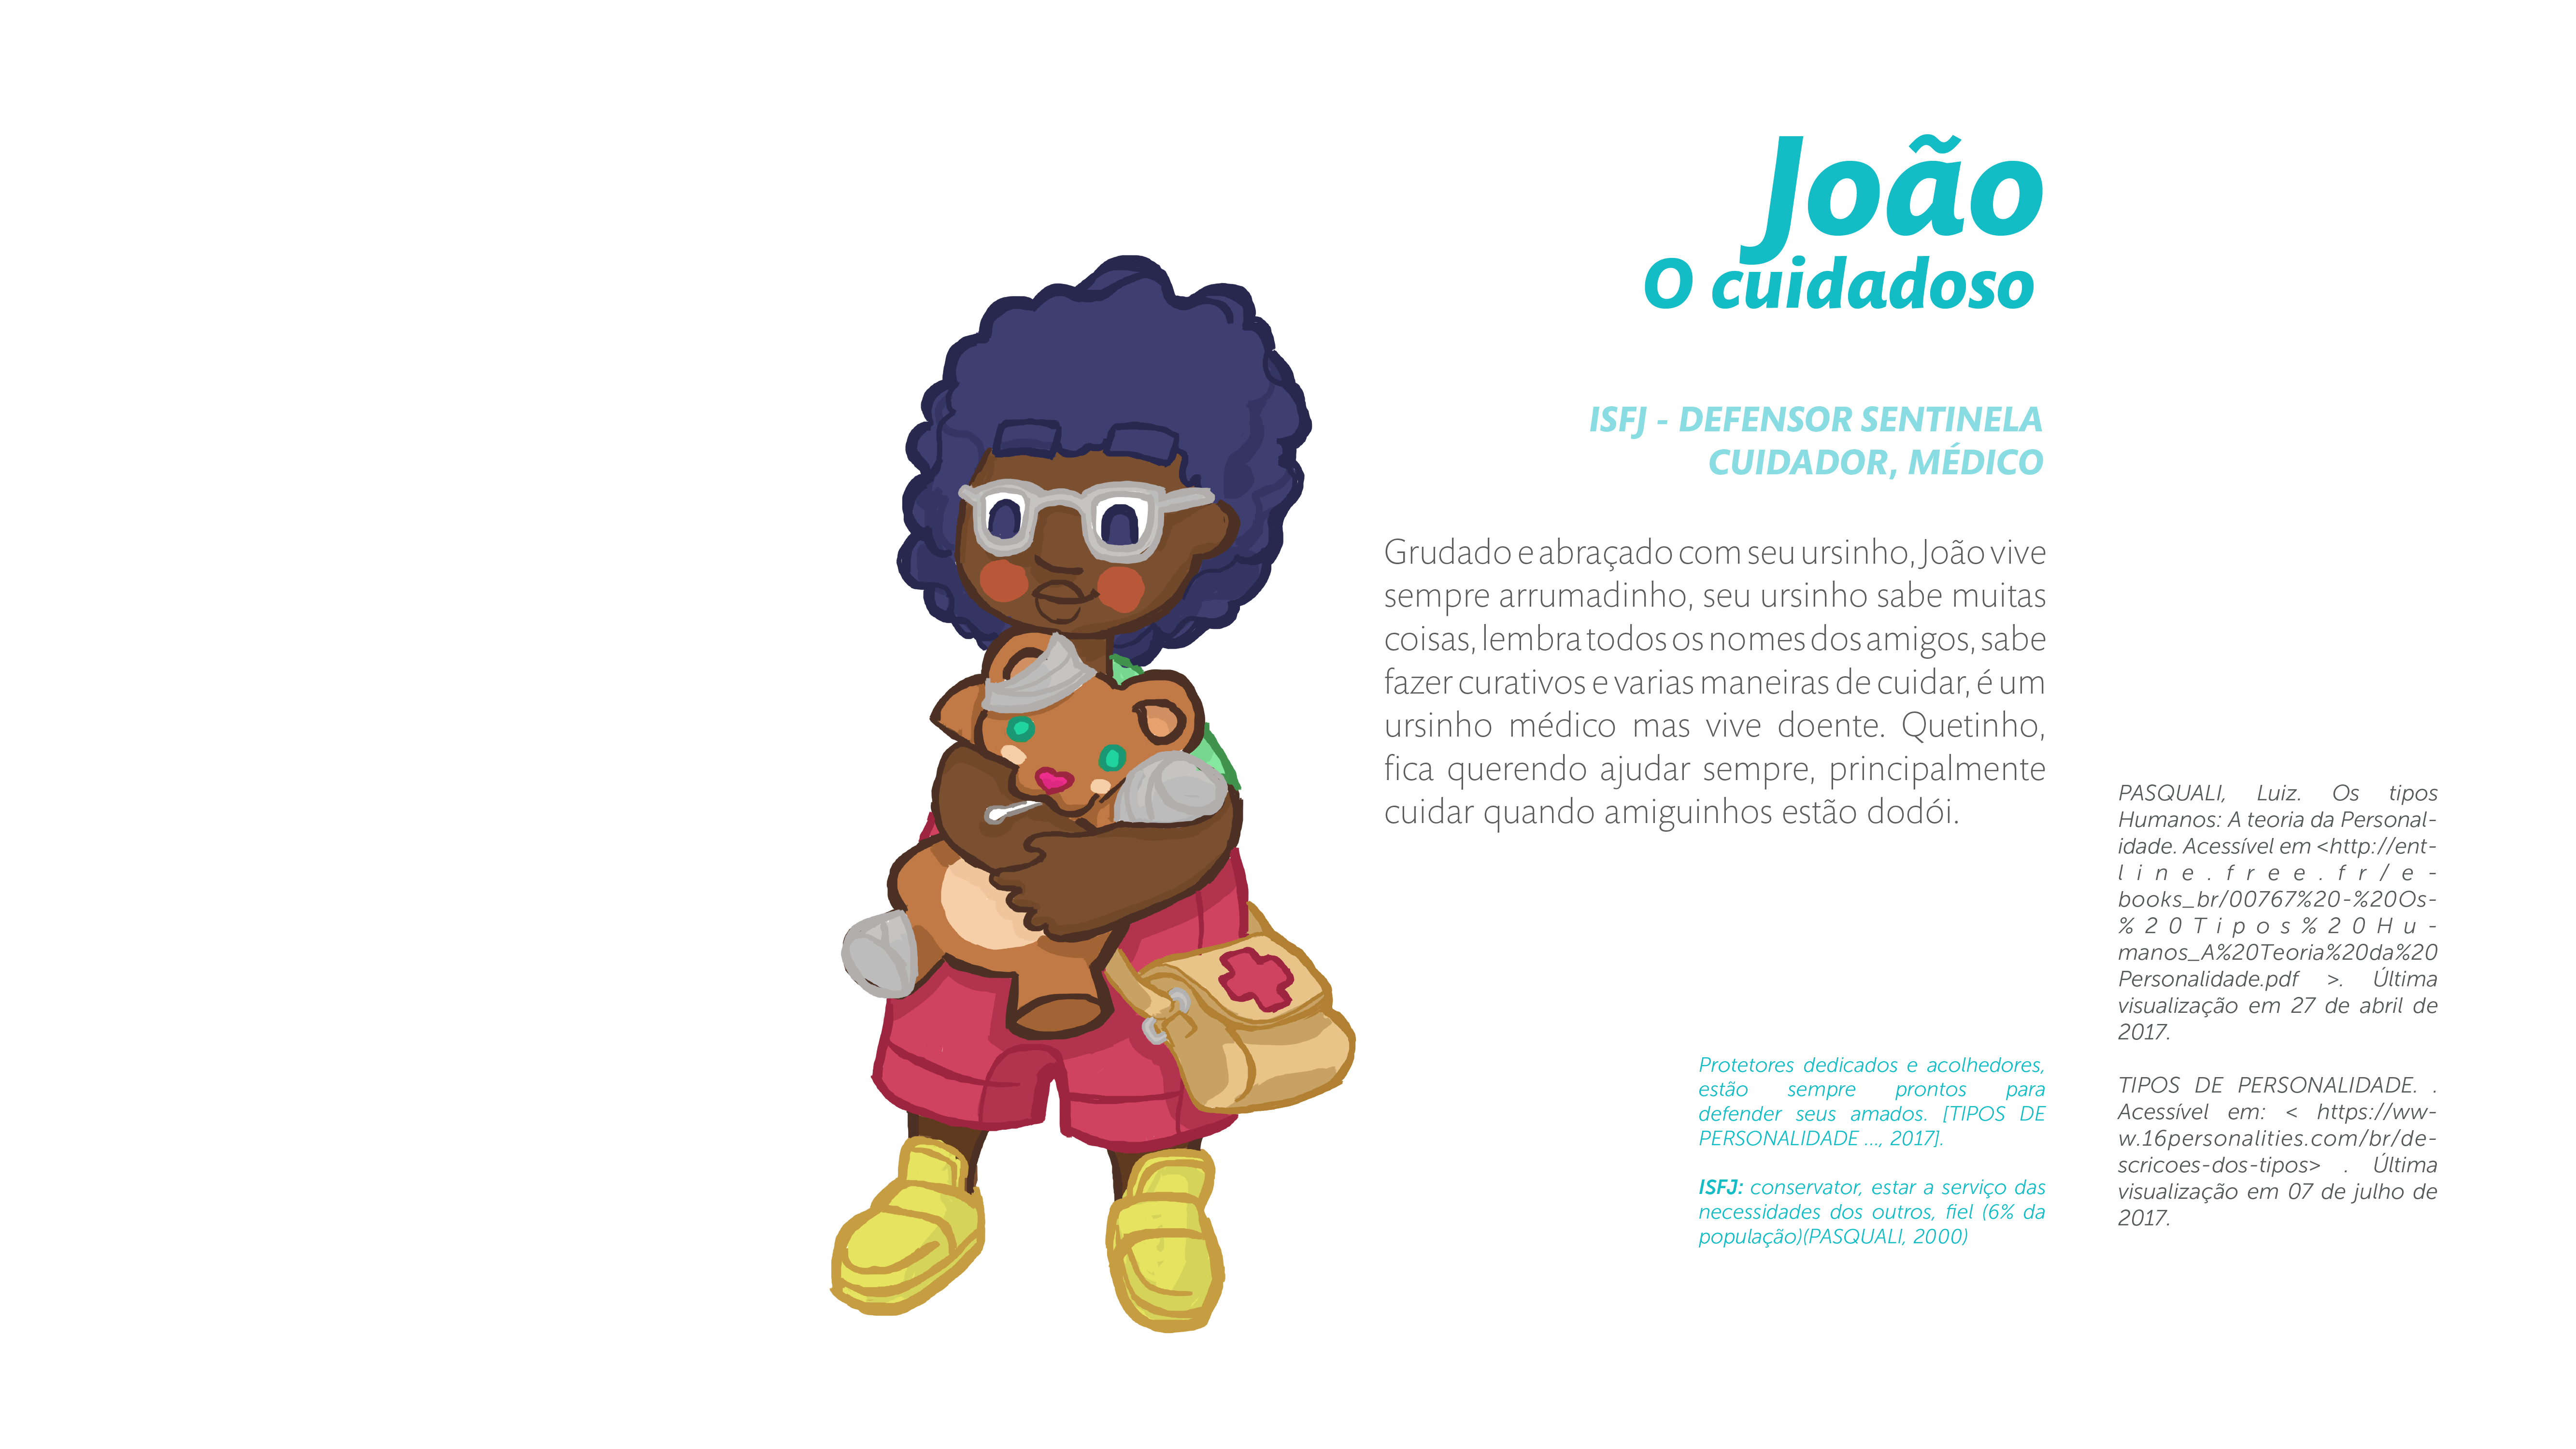 João
O cuidadoso
ISFJ - DEFENSOR SENTINELA
CUIDADOR, MÉDICO
Grudado e abraçado com seu ursinho, João vive
sempre arrumadinho, seu ursinho sabe muitas
coisas, lembra todos os nomes dos amigos, sabe
fazer curativos e varias maneiras de cuidar, é um
ursinho médico mas vive doente. Quetinho,
fica querendo ajudar sempre, principalmente
cuidar quando amiguinhos estão dodói.
Protetores dedicados e acolhedores,
estão sempre prontos para
defender seus amados. [TIPOS DE
PERSONALIDADE ..., 2017].
ISFJ: conservator, estar a serviço das
necessidades dos outros, fiel (6% da
população)(PASQUALI, 2000)
PASQUALI, Luiz. Os tipos
Humanos: A teoria da Personal-
idade. Acessível em <http://ent-
line.free.fr/e-
books_br/00767%20-%20Os-
%20Tipos%20Hu-
manos_A%20Teoria%20da%20
Personalidade.pdf >. Última
visualização em 27 de abril de
2017.
TIPOS DE PERSONALIDADE. .
Acessível em: < https://ww-
w.16personalities.com/br/de-
scricoes-dos-tipos> . Última
visualização em 07 de julho de
2017.